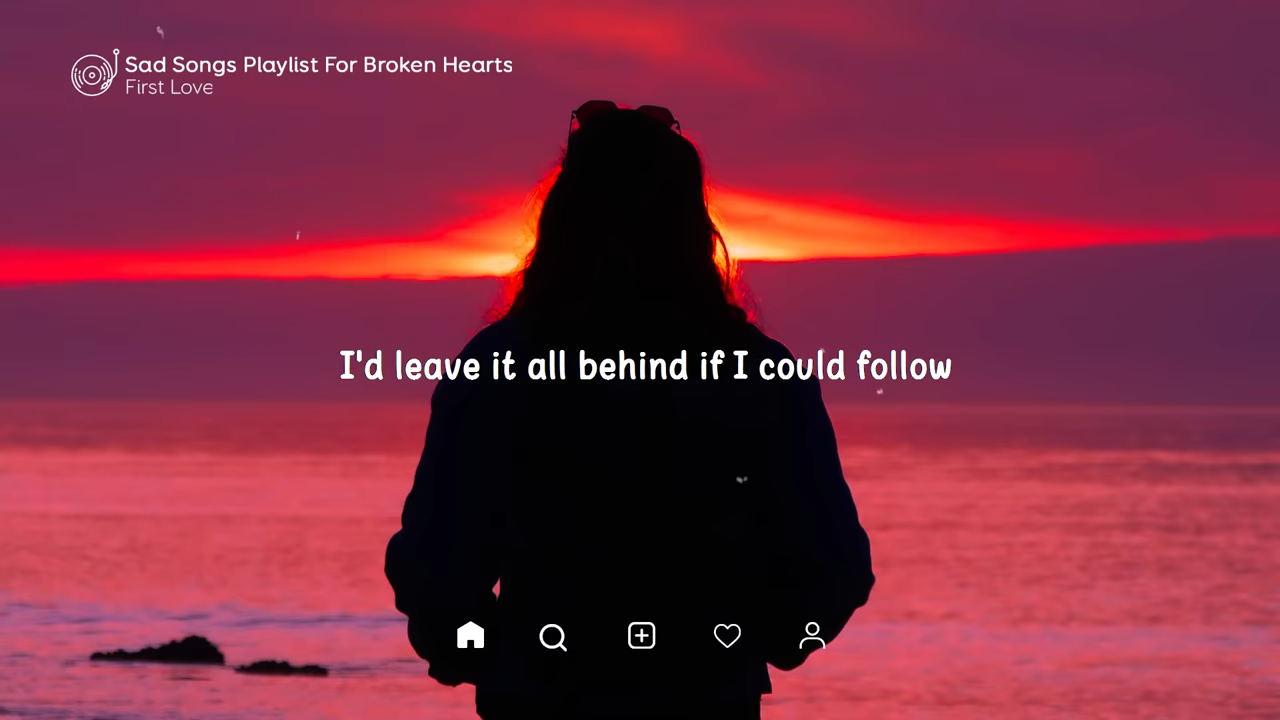 Sad Songs Playlist For Broken Hearts
First Love
I'd leave it all behind if I could follow